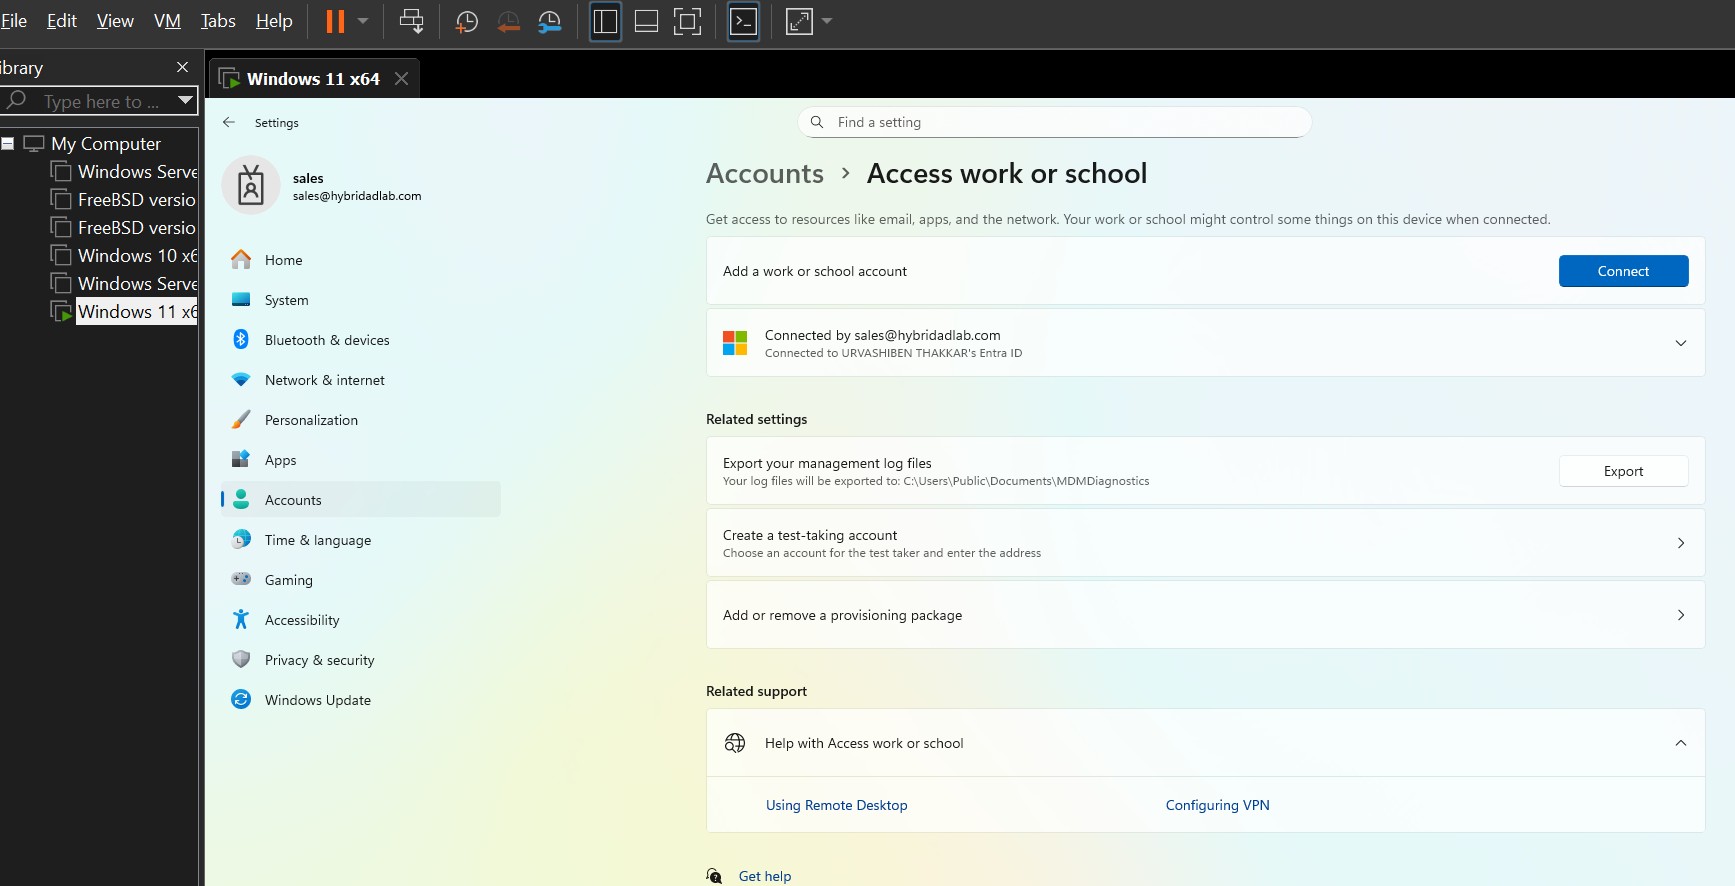 File Edit View VM Tabs Help
ibrary
Type here to ...
My Computer
Windows Serve
FreeBSD versio
FreeBSD versio
Windows 10 x6
Windows Serve
Windows 11 x6
Windows 11 x64
Settings
Find a setting
sales
sales@hybridadlab.com
Home
System
Bluetooth & devices
Network & internet
Personalization
Apps
Accounts
Time & language
Gaming
Accessibility
Privacy & security
Windows Update
Accounts > Access work or school
Get access to resources like email, apps, and the network. Your work or school might control some things on this device when connected.
Add a work or school account
Connect
Connected by sales@hybridadlab.com
Connected to URVASHIBEN THAKKAR's Entra ID
Related settings
Export your management log files
Your log files will be exported to: C:\Users\Public\Documents\MDMDiagnostics
Export
Create a test-taking account
Choose an account for the test taker and enter the address
Add or remove a provisioning package
Related support
Help with Access work or school
Using Remote Desktop
Configuring VPN
Get help